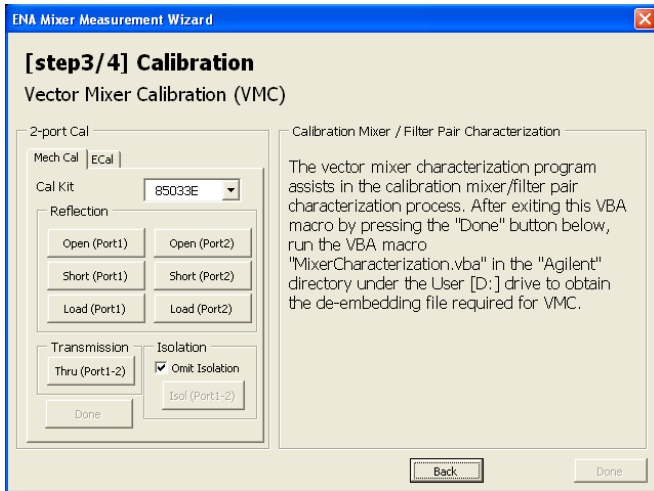 ENA Mixer Measurement Wizard
[step3/4] Calibration
Vector Mixer Calibration (VMC)
2-port Cal
Mech Cal ECal
Cal Kit 85033E
Reflection
Open (Port1) Open (Port2)
Short (Port1) Short (Port2)
Load (Port1) Load (Port2)
Transmission
Thru (Port1-2)
Isolation
Omit Isolation
Isol (Port1-2)
Done
Calibration Mixer / Filter Pair Characterization
The vector mixer characterization program
assists in the calibration mixer/filter pair
characterization process. After exiting this VBA
macro by pressing the "Done" button below,
run the VBA macro
"MixerCharacterization.vba" in the "Agilent"
directory under the User [D:] drive to obtain
the de-embedding file required for VMC.
Back Done